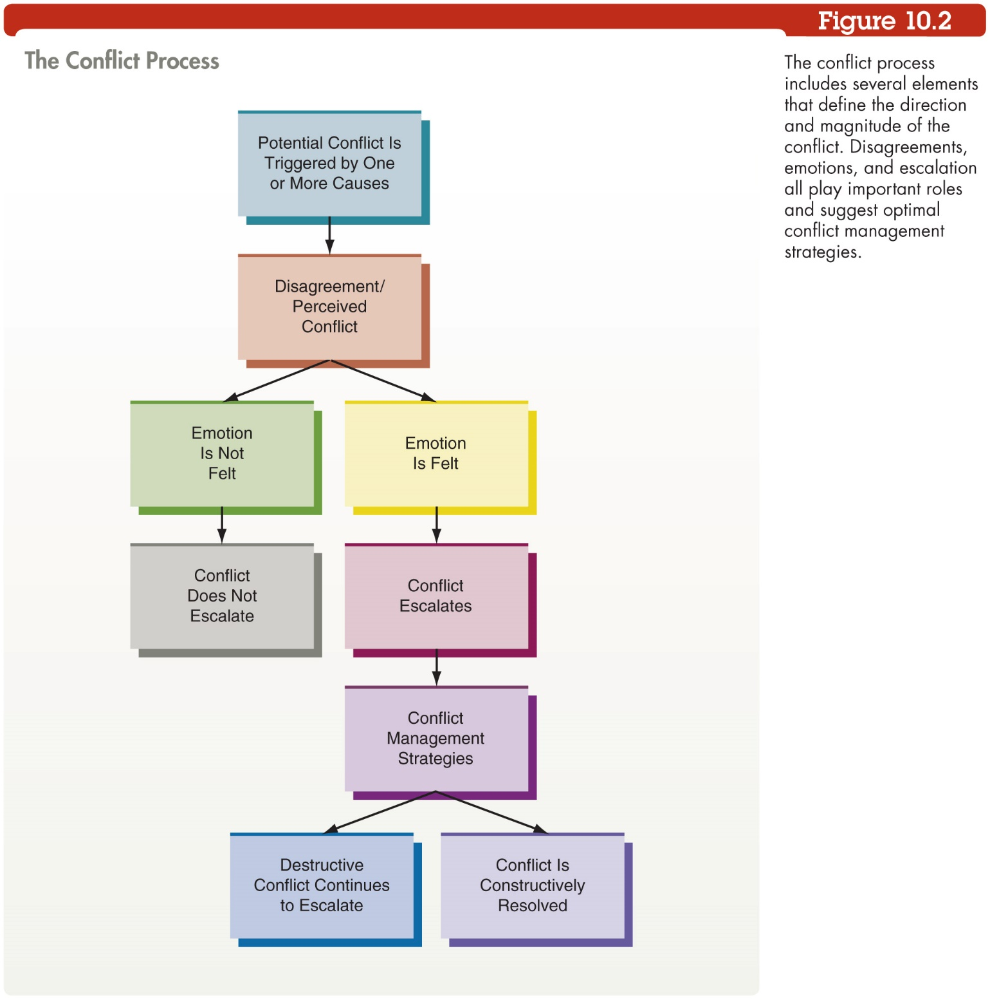 Figure 10.2
The Conflict Process
The conflict process
includes several elements
that define the direction
and magnitude of the
conflict. Disagreements,
emotions, and escalation
all play important roles
and suggest optimal
conflict management
strategies.
Potential Conflict Is
Triggered by One
or More Causes
Disagreement/
Perceived
Conflict
Emotion
Is Not
Felt
Emotion
Is Felt
Conflict
Does Not
Escalate
Conflict
Escalates
Conflict
Management
Strategies
Destructive
Conflict Continues
to Escalate
Conflict Is
Constructively
Resolved